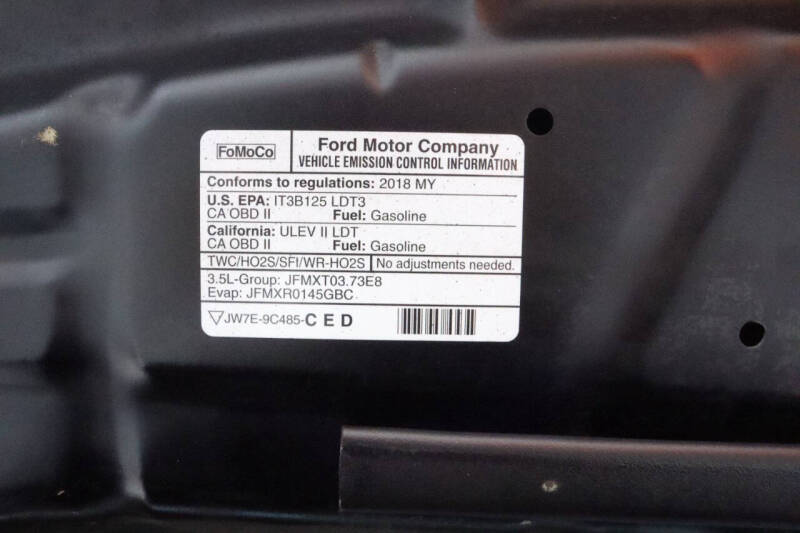 FoMoCo
Ford Motor Company
VEHICLE EMISSION CONTROL INFORMATION
Conforms to regulations: 2018 MY
U.S. EPA: IT3B125 LDT3
CA OBD II Fuel: Gasoline
California: ULEV II LDT
CA OBD II Fuel: Gasoline
TWC/HO2S/SFI/WR-HO2S No adjustments needed.
3.5L-Group: JFMXT03.73E8
Evap: JFMXR0145GBC
JW7E-9C485-C E D